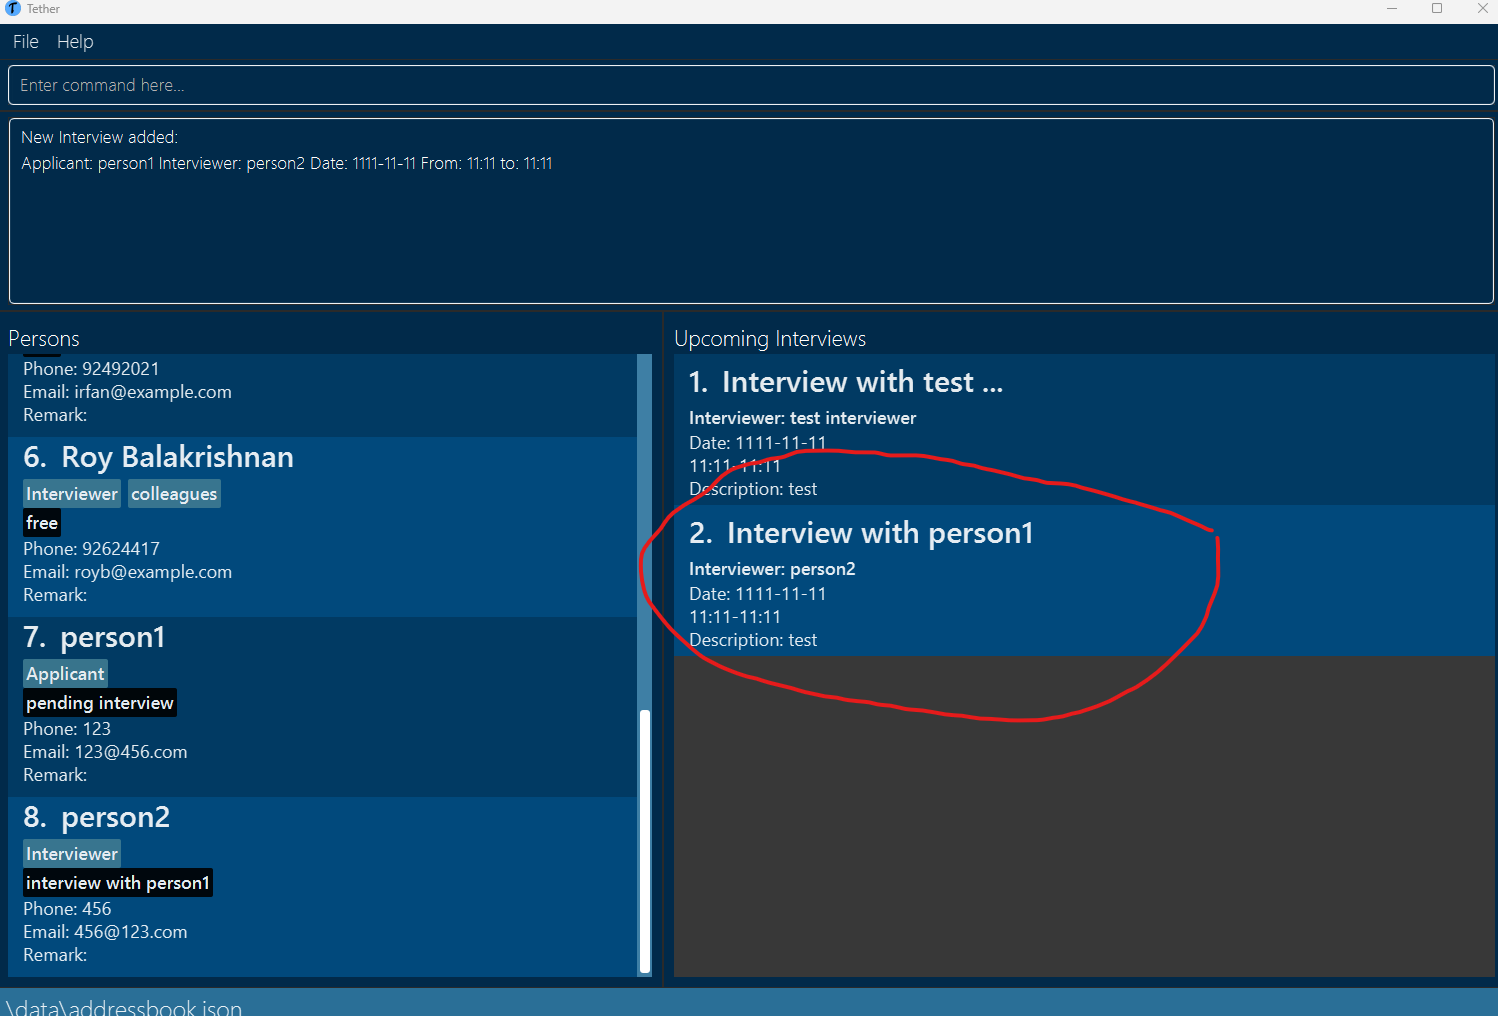 Tether
File Help
Enter command here...
New Interview added:
Applicant: person1 Interviewer: person2 Date: 1111-11-11 From: 11:11 to: 11:11
Persons
Phone: 92492021
Email: irfan@example.com
Remark:
6. Roy Balakrishnan
Interviewer colleagues
free
Phone: 92624417
Email: royb@example.com
Remark:
7. person1
Applicant
pending interview
Phone: 123
Email: 123@456.com
Remark:
8. person2
Interviewer
interview with person1
Phone: 456
Email: 456@123.com
Remark:
Upcoming Interviews
1. Interview with test ...
Interviewer: test interviewer
Date: 1111-11-11
11:11-11:11
Description: test
2. Interview with person1
Interviewer: person2
Date: 1111-11-11
11:11-11:11
Description: test
\data\addressbook.json